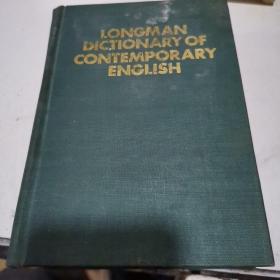 LONGMAN
DICTIONARY OF
CONTEMPORARY
ENGLISH